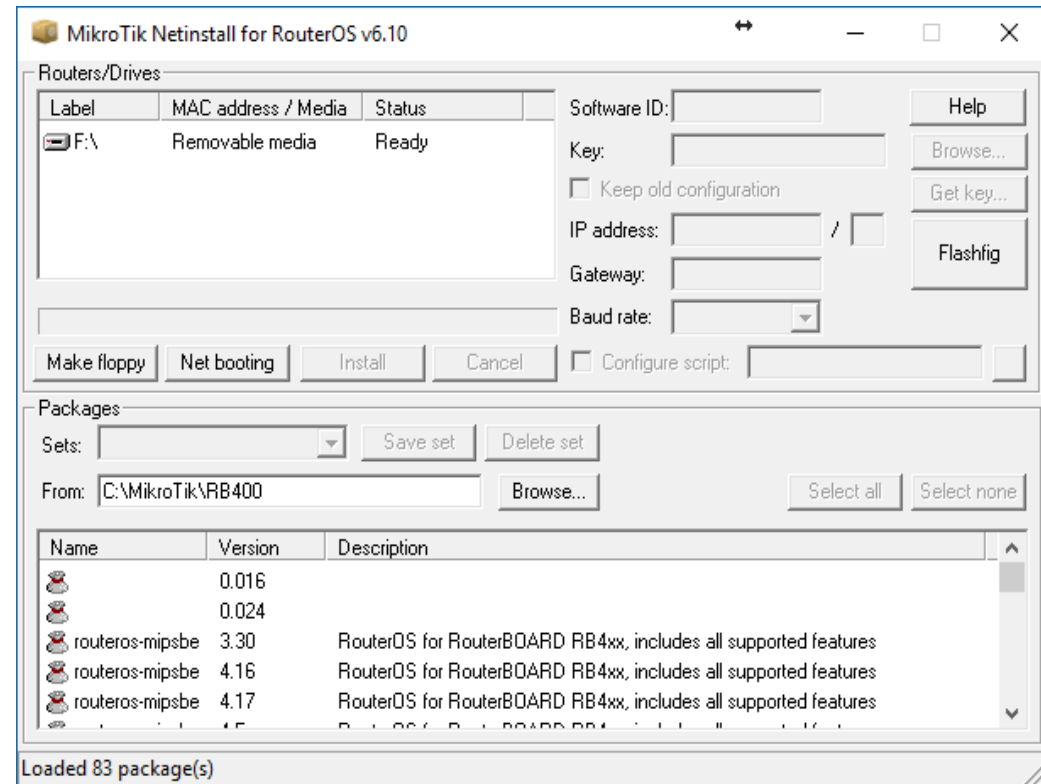 MikroTik Netinstall for RouterOS v6.10
Routers/Drives
Label MAC address / Media Status
F:\ Removable media Ready
Software ID: Help
Key: Browse...
Keep old configuration Get key...
IP address: /
Flashfig
Gateway:
Baud rate:
Make floppy Net booting Install Cancel Configure script:
Packages
Sets: Save set Delete set
From: C:\MikroTik\RB400 Browse... Select all Select none
Name Version Description
0.016
0.024
routeros-mipsbe 3.30 RouterOS for RouterBOARD RB4xx, includes all supported features
routeros-mipsbe 4.16 RouterOS for RouterBOARD RB4xx, includes all supported features
routeros-mipsbe 4.17 RouterOS for RouterBOARD RB4xx, includes all supported features
Loaded 83 package(s)